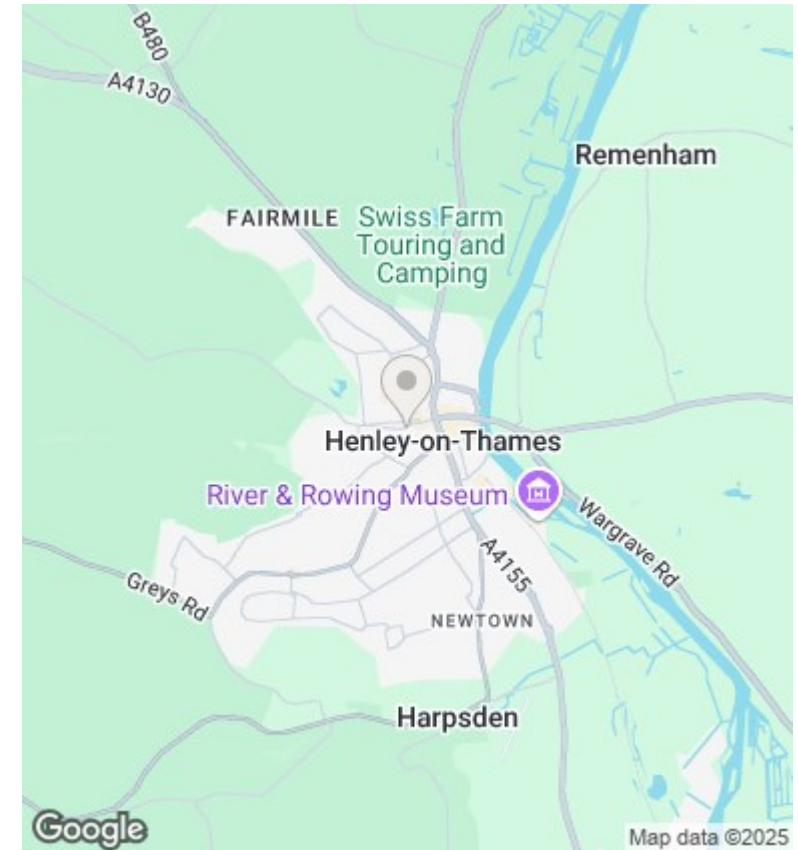 B480
A4130
Remenham
FAIRMILE
Swiss Farm
Touring and
Camping
Henley-on-Thames
River & Rowing Museum
Wargrave Rd
A4155
Greys Rd
NEWTOWN
Harpsden
Google
Map data ©2025